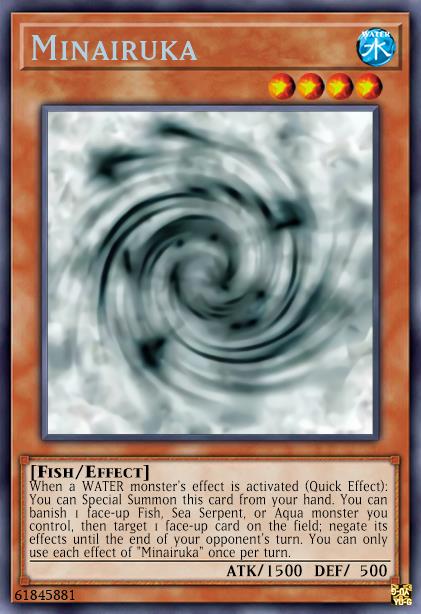 MINAIRUKA
WATER
水
[FISH/EFFECT]
When a WATER monster's effect is activated (Quick Effect):
You can Special Summon this card from your hand. You can
banish 1 face-up Fish, Sea Serpent, or Aqua monster you
control, then target 1 face-up card on the field; negate its
effects until the end of your opponent's turn. You can only
use each effect of "Minairuka" once per turn.
ATK/1500 DEF/ 500
61845881